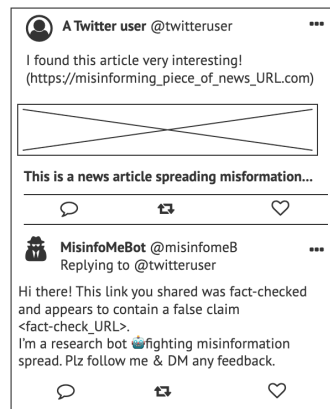 A Twitter user @twitteruser
I found this article very interesting!
(https://misinforming_piece_of_news_URL.com)
This is a news article spreading misformation...
MisinfoMeBot @misinfomeB
Replying to @twitteruser
Hi there! This link you shared was fact-checked
and appears to contain a false claim
<fact-check_URL>.
I'm a research bot 🤖fighting misinformation
spread. Plz follow me & DM any feedback.